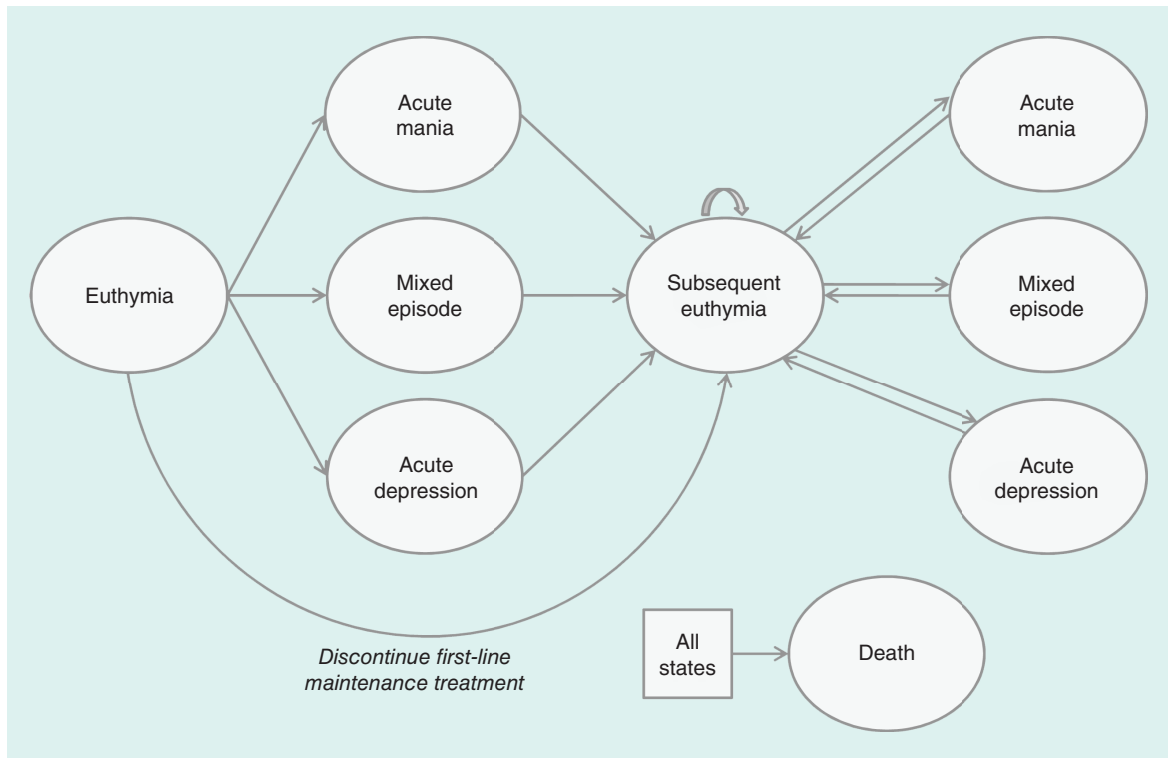 Acute
mania
Acute
mania
Euthymia
Mixed
episode
Subsequent
euthymia
Mixed
episode
Acute
depression
Acute
depression
Discontinue first-line
maintenance treatment
All
states
Death